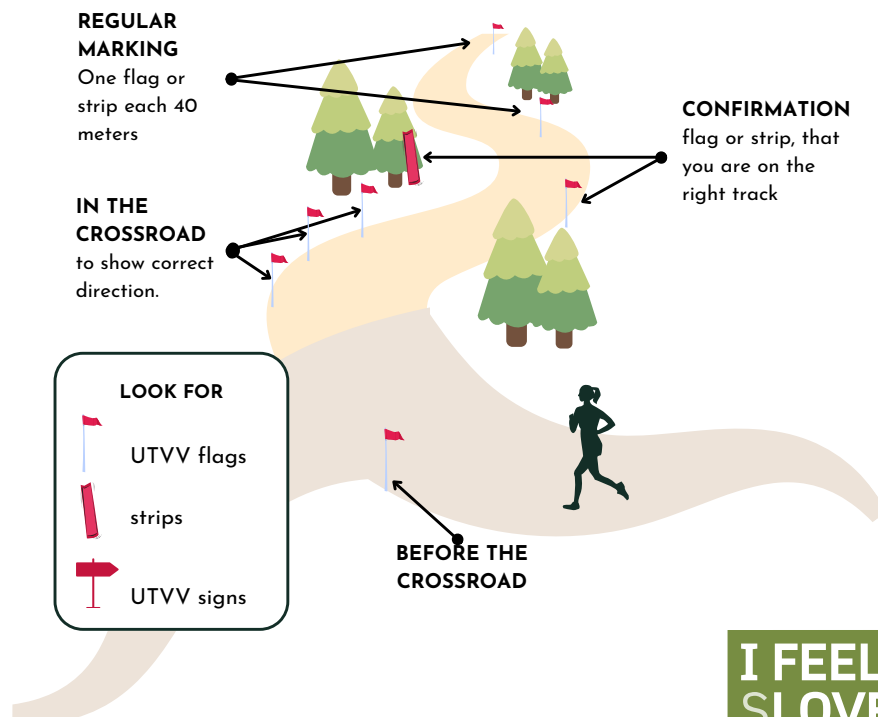 REGULAR
MARKING
One flag or
strip each 40
meters
CONFIRMATION
flag or strip, that
you are on the
right track
IN THE
CROSSROAD
to show correct
direction.
LOOK FOR
UTVV flags
strips
UTVV signs
BEFORE THE
CROSSROAD
I FEEL
SLOVE